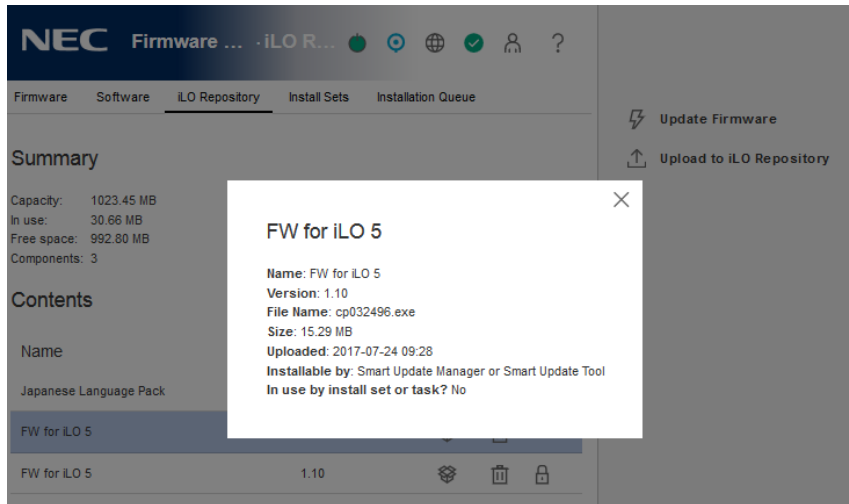 NEC Firmware ... · iLO R... ?
Firmware Software iLO Repository Install Sets Installation Queue
Update Firmware
Upload to iLO Repository
Summary
Capacity: 1023.45 MB
In use: 30.66 MB
Free space: 992.80 MB
Components: 3
FW for iLO 5
Name: FW for iLO 5
Version: 1.10
File Name: cp032496.exe
Size: 15.29 MB
Uploaded: 2017-07-24 09:28
Installable by: Smart Update Manager or Smart Update Tool
In use by install set or task? No
Contents
Name
Japanese Language Pack
FW for iLO 5
FW for iLO 5 1.10